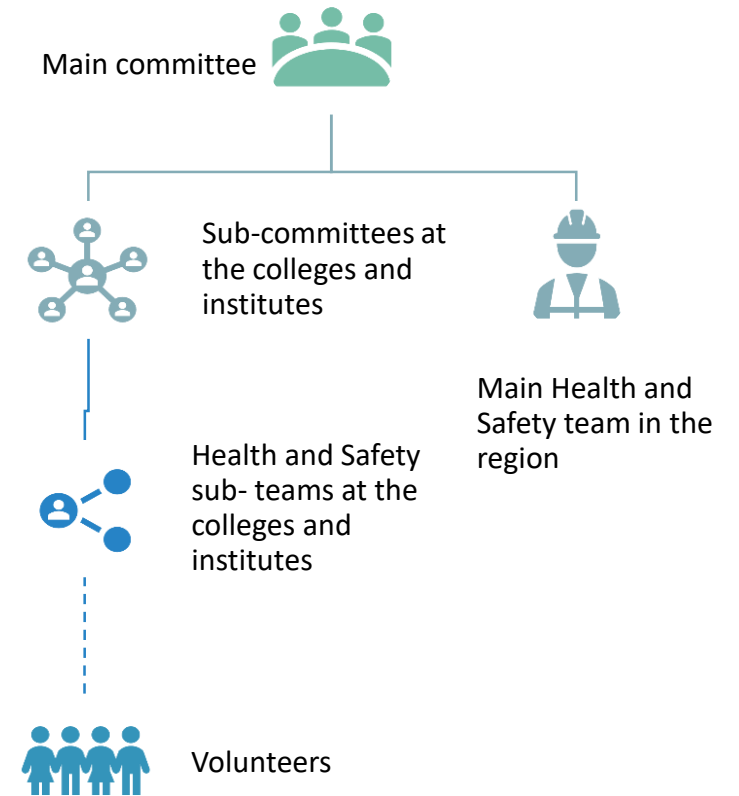 Main committee
Sub-committees at
the colleges and
institutes
Main Health and
Safety team in the
region
Health and Safety
sub- teams at the
colleges and
institutes
Volunteers